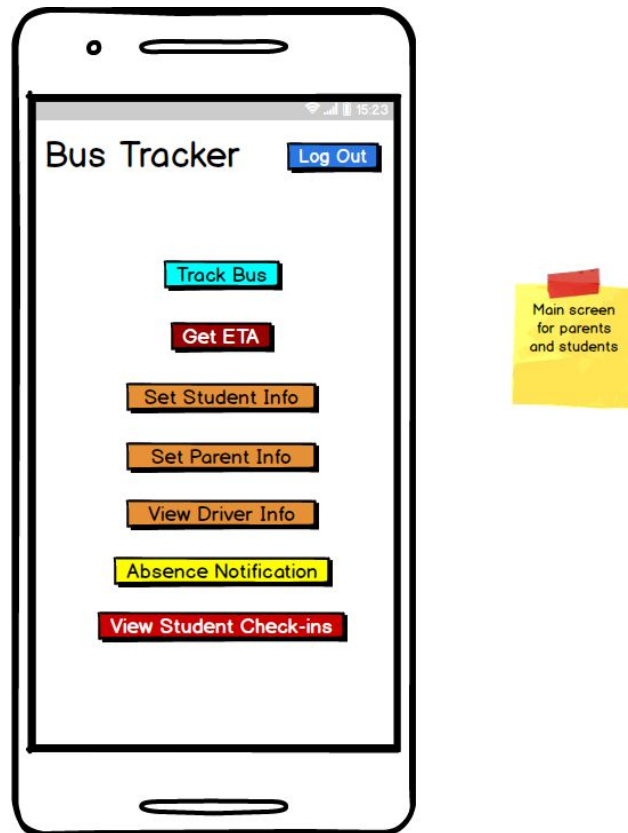 15:23
Bus Tracker
Log Out
Track Bus
Get ETA
Set Student Info
Set Parent Info
View Driver Info
Absence Notification
View Student Check-ins
Main screen
for parents
and students